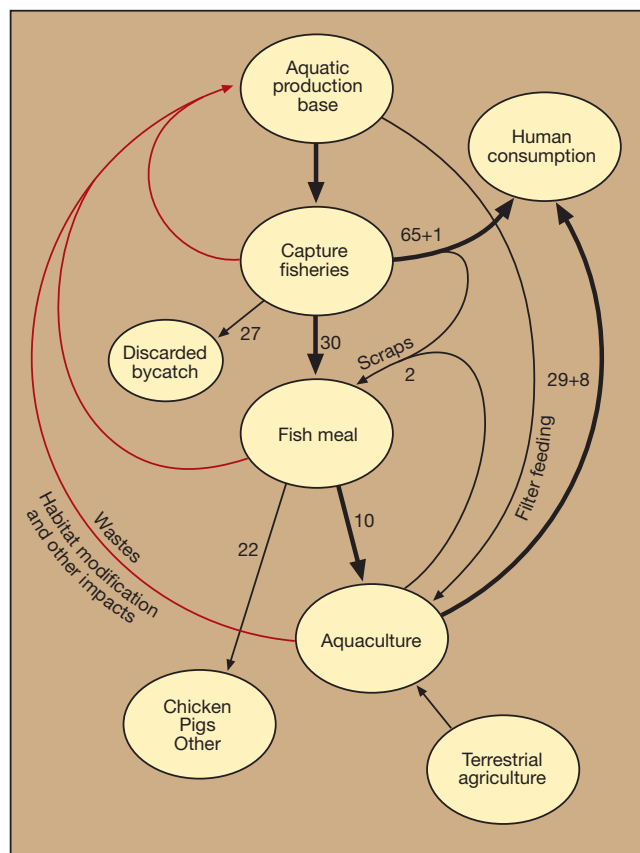 Aquatic
production
base
Human
consumption
65+1
Capture
fisheries
27
30
Scraps
2
Discarded
bycatch
29+8
Fish meal
Filter feeding
10
22
Wastes
Habitat modification
and other impacts
Aquaculture
Chicken
Pigs
Other
Terrestrial
agriculture